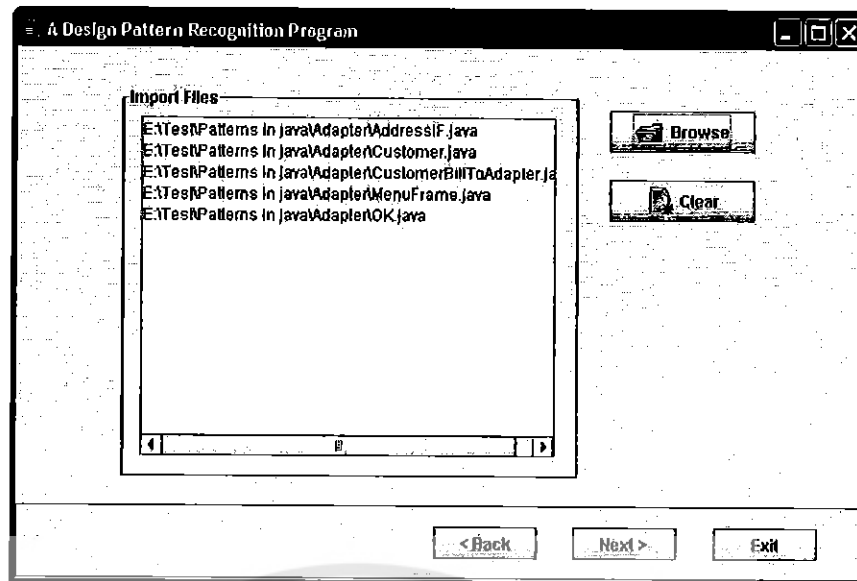 A Design Pattern Recognition Program
Import Files
E:\Test\Patterns in java\Adapter\AddressIF.java
E:\Test\Patterns in java\Adapter\Customer.java
E:\Test\Patterns in java\Adapter\CustomerBillToAdapter.ja
E:\Test\Patterns in java\Adapter\MenuFrame.java
E:\Test\Patterns in java\Adapter\OK.java
Browse
Clear
< Back
Next >
Exit